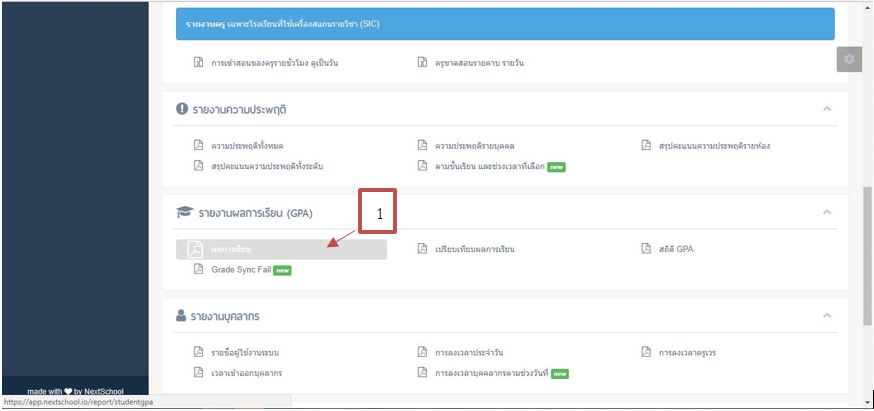 รายงานครู เฉพาะโรงเรียนที่ใช้เครื่องสแกนรายวิชา (SIC)
การเข้าสอนของครูรายชั่วโมง ดูเป็นวัน
ครูขาดสอนรายคาบ รายวัน
รายงานความประพฤติ
ความประพฤติทั้งหมด
ความประพฤติรายบุคคล
สรุปคะแนนความประพฤติรายห้อง
สรุปคะแนนความประพฤติทั้งระดับ
ตามชั้นเรียน และช่วงเวลาที่เลือก new
รายงานผลการเรียน (GPA)
1
ผลการเรียน
เปรียบเทียบผลการเรียน
สถิติ GPA
Grade Sync Fail new
รายงานบุคลากร
รายชื่อผู้ใช้งานระบบ
การลงเวลาประจำวัน
การลงเวลาครูเวร
เวลาเข้าออกบุคลากร
การลงเวลาบุคคลากรตามช่วงวันที่ new
made with by NextSchool
https://app.nextschool.io/report/studentgpa